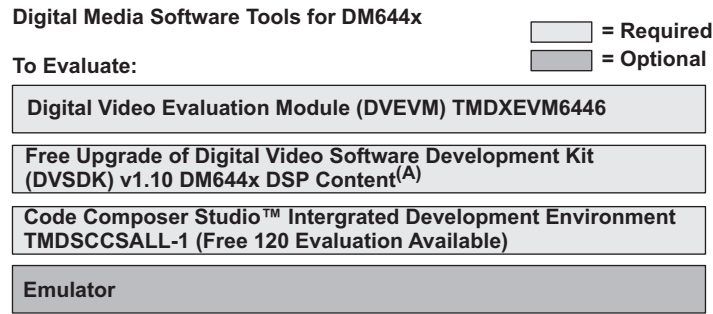 Digital Media Software Tools for DM644x
= Required
= Optional
To Evaluate:
Digital Video Evaluation Module (DVEVM) TMDXEVM6446
Free Upgrade of Digital Video Software Development Kit
(DVSDK) v1.10 DM644x DSP Content(A)
Code Composer Studio™ Intergrated Development Environment
TMDSCCSALL-1 (Free 120 Evaluation Available)
Emulator